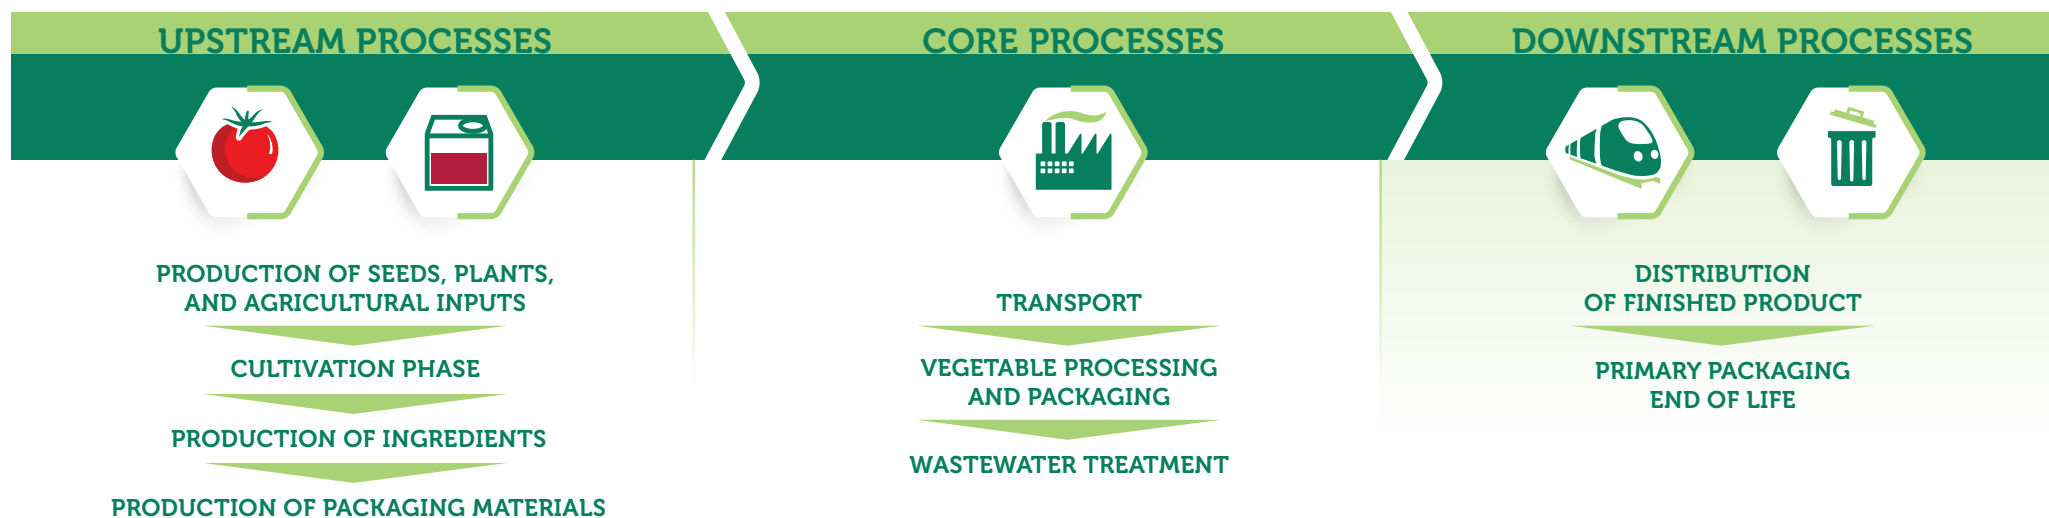 UPSTREAM PROCESSES
CORE PROCESSES
DOWNSTREAM PROCESSES
PRODUCTION OF SEEDS, PLANTS,
AND AGRICULTURAL INPUTS
CULTIVATION PHASE
PRODUCTION OF INGREDIENTS
PRODUCTION OF PACKAGING MATERIALS
TRANSPORT
VEGETABLE PROCESSING
AND PACKAGING
WASTEWATER TREATMENT
DISTRIBUTION
OF FINISHED PRODUCT
PRIMARY PACKAGING
END OF LIFE